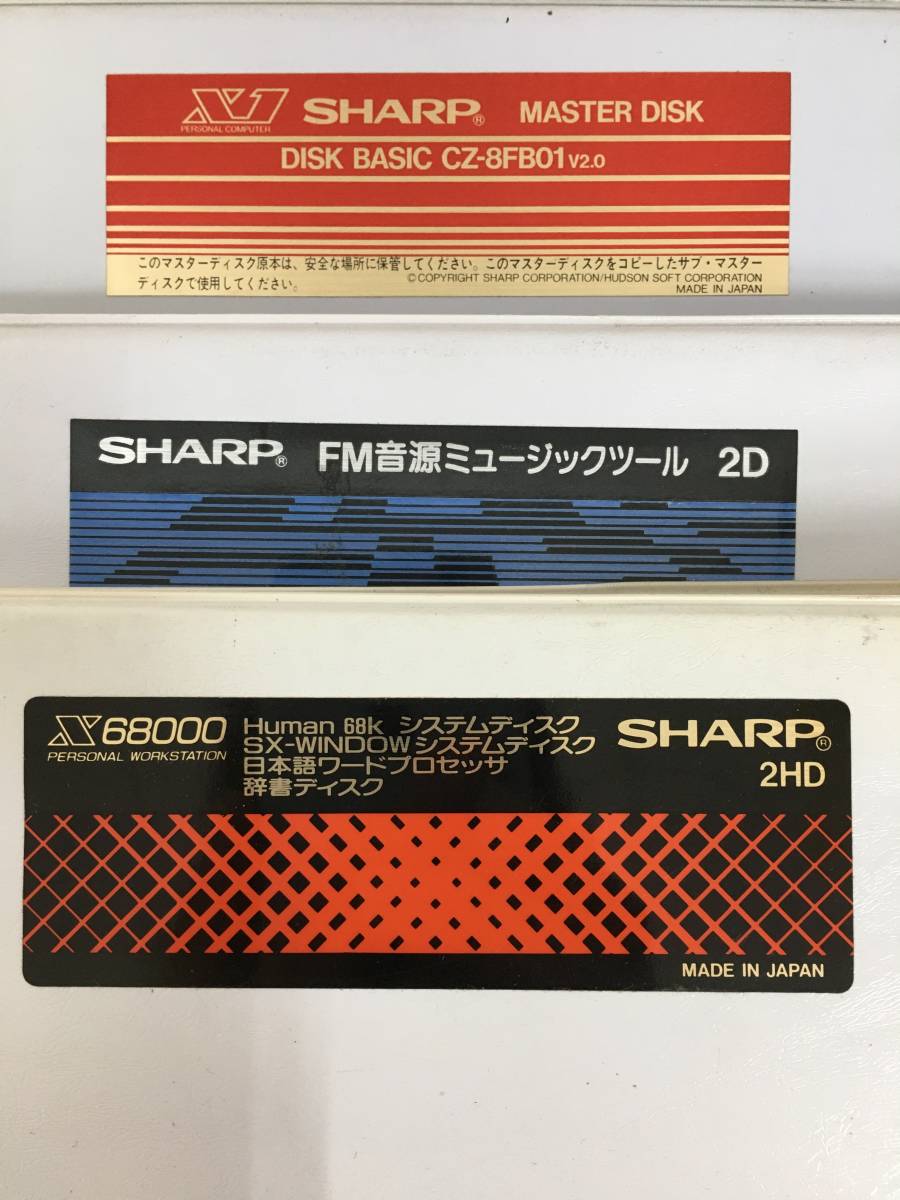 X1 SHARP® MASTER DISK
PERSONAL COMPUTER
DISK BASIC CZ-8FB01 V2.0
このマスターディスク原本は、安全な場所に保管してください。このマスターディスクをコピーしたサブ・マスター
ディスクで使用してください。
©COPYRIGHT SHARP CORPORATION/HUDSON SOFT CORPORATION
MADE IN JAPAN
SHARP® FM音源ミュージックツール 2D
X68000
PERSONAL WORKSTATION
Human 68k システムディスク
SX-WINDOW システムディスク
日本語ワードプロセッサ
辞書ディスク
SHARP®
2HD
MADE IN JAPAN